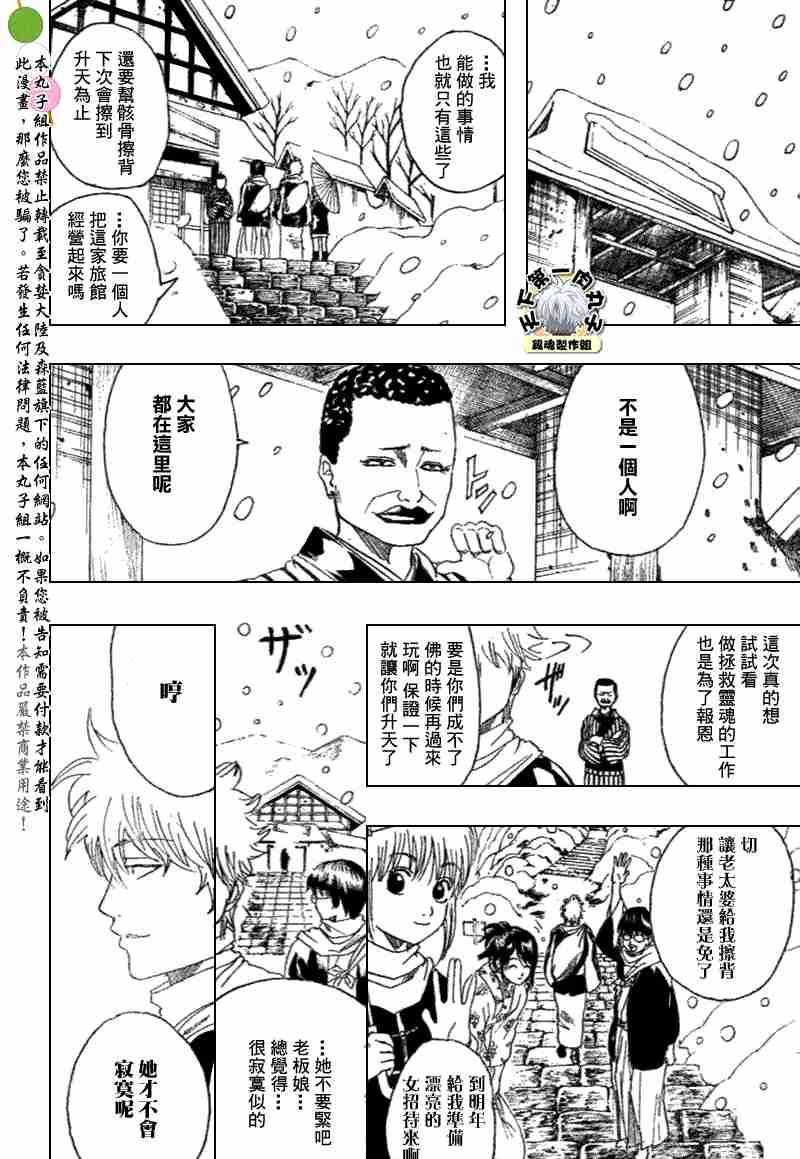 …我
能做的事情
也就只有這些了
還要幫骸骨擦背
下次會擦到
升天為止
…你要一個人
把這家旅館
經營起來嗎
天下第一肉丸子
銀魂製作組
不是一個人啊
大家
都在這里呢
這次真的想
試試看
做拯救靈魂的工作
也是為了報恩
要是你們成不了
佛的時候再過來
玩啊 保證一下
就讓你們升天了
切
讓老太婆給我擦背
那種事情還是免了
到明年
給我準備
漂亮的
女招待來啊
ザッ
…她不要緊吧
老板娘…
總覺得…
很寂寞似的
哼
她才不會
寂寞呢
本丸子組作品禁止轉載至貪婪大陸及森藍旗下的任何網站。如果您被告知需要付款才能看到
此漫畫，那麼您被騙了。若發生任何法律問題，本丸子組一概不負責！本作品嚴禁商業用途！